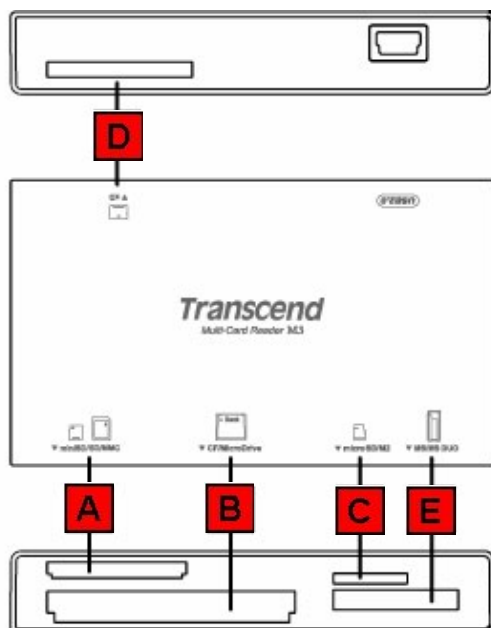 D
Transcend
Multi-Card Reader M3
miniSD/SD/MMC
CF/MicroDrive
microSD/M2
MS/MS DUO
A
B
C
E